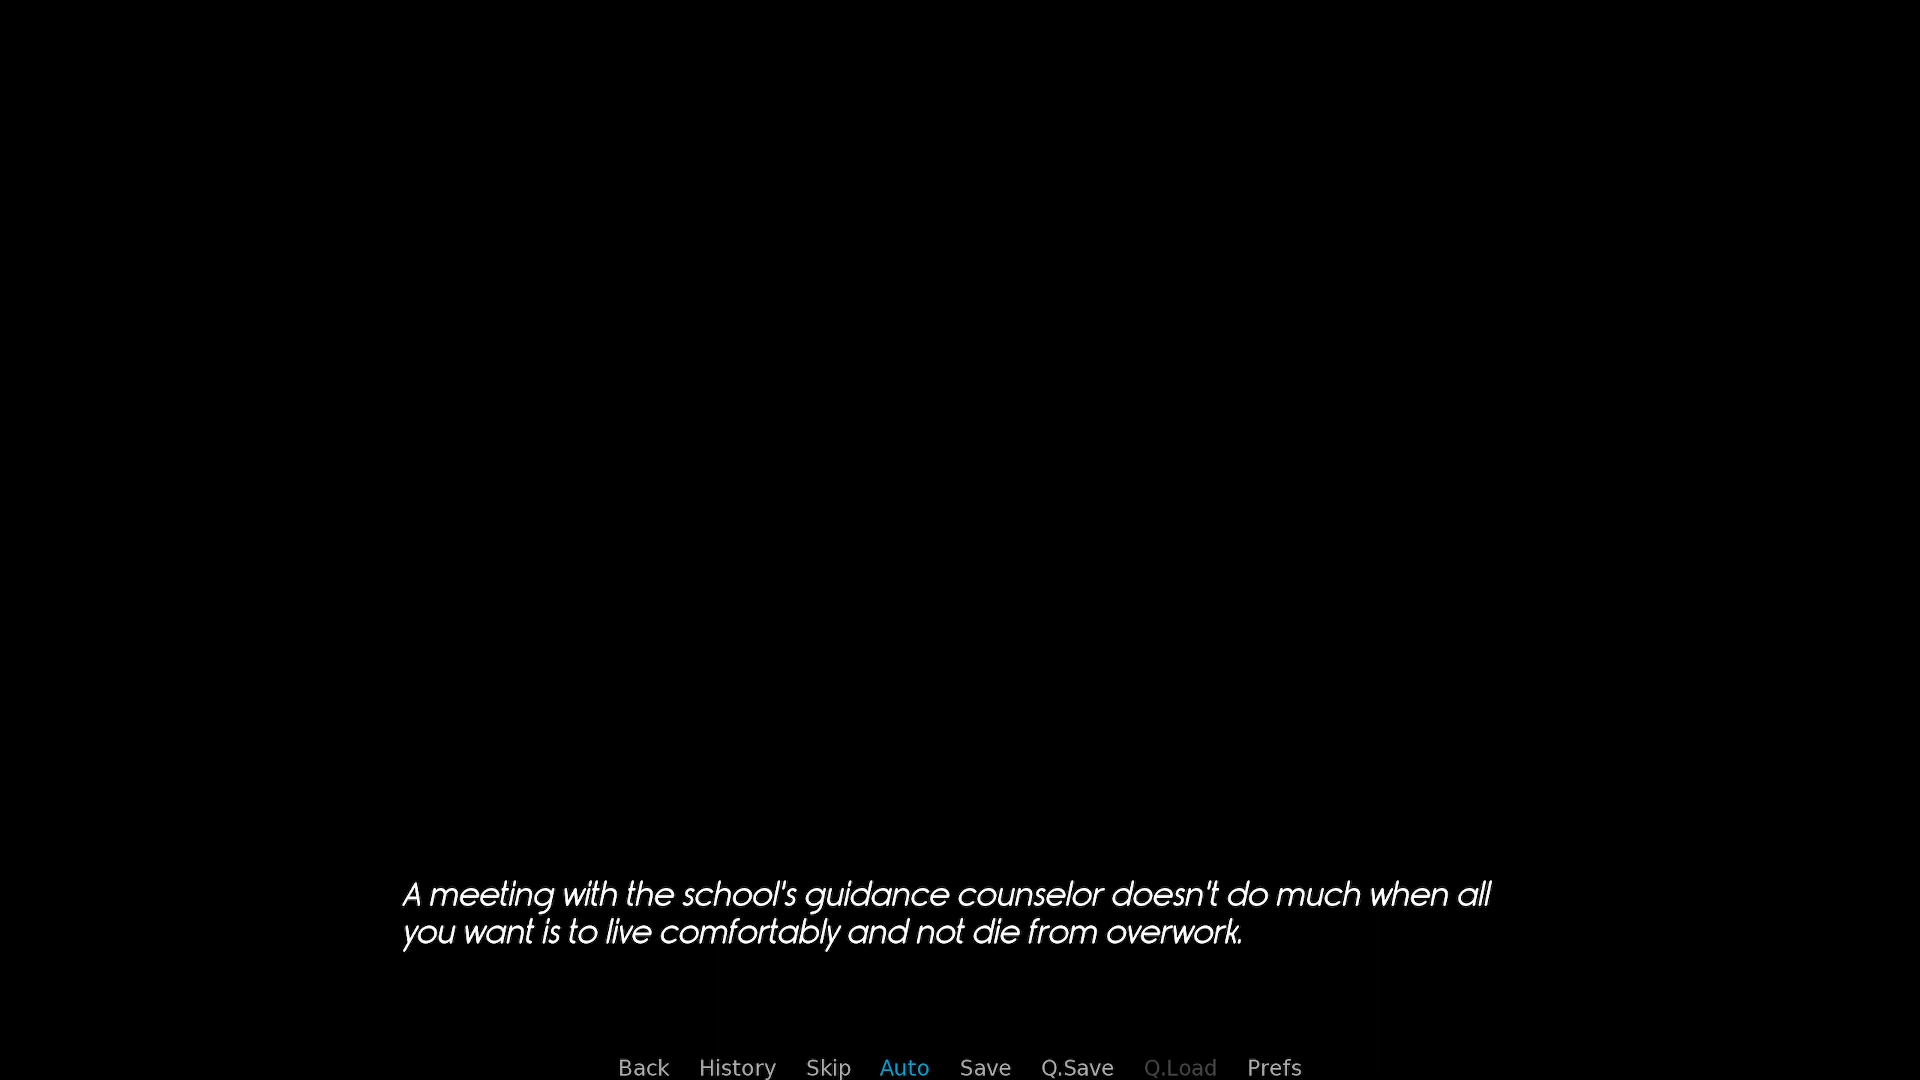 A meeting with the school's guidance counselor doesn't do much when all
you want is to live comfortably and not die from overwork.
Back History Skip Auto Save Q.Save Q.Load Prefs